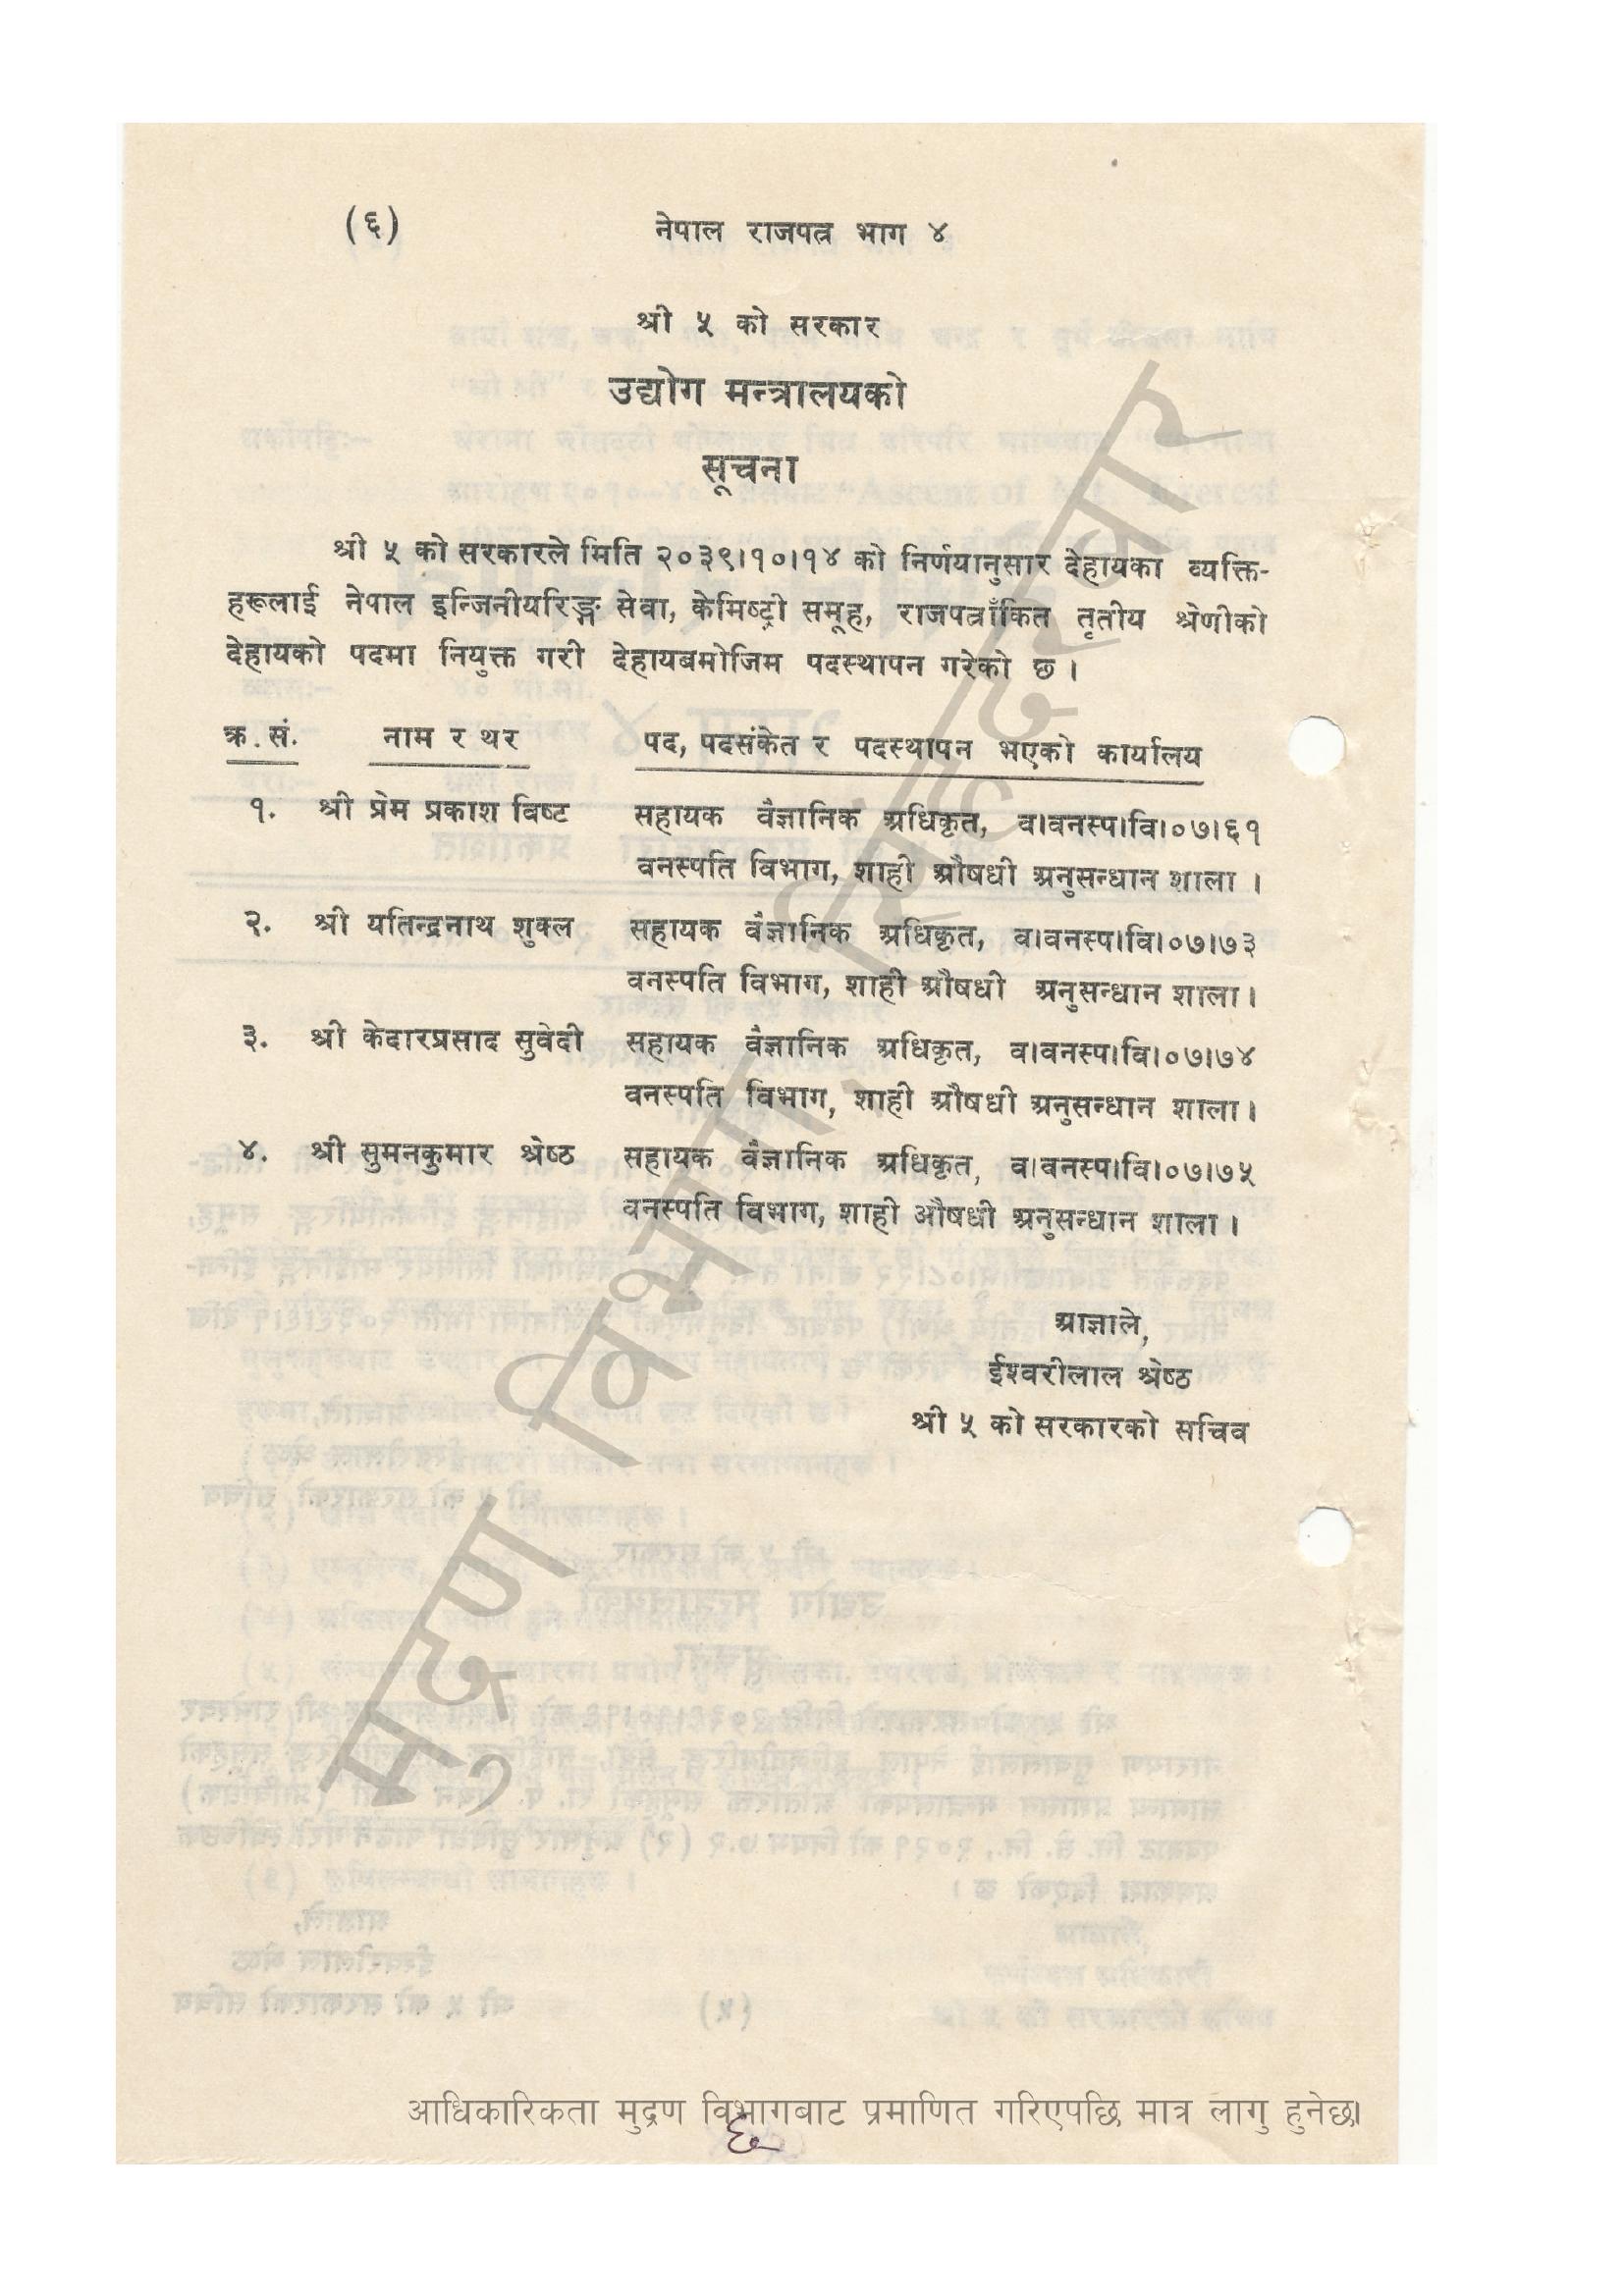 (६) नेपाल राजपत्र भाग ४
श्री ५ को सरकार
उद्योग मन्त्रालयको
सूचना
श्री ५ को सरकारले मिति २०३९।१०।१४ को निर्णयानुसार देहायका व्यक्ति-
हरूलाई नेपाल इन्जिनीयरिङ्ग सेवा, केमिष्ट्री समूह, राजपत्राँकित तृतीय श्रेणीको
देहायको पदमा नियुक्त गरी देहायबमोजिम पदस्थापन गरेको छ ।
क्र. सं. नाम र थर पद, पदसंकेत र पदस्थापन भएको कार्यालय
१. श्री प्रेम प्रकाश बिष्ट सहायक वैज्ञानिक अधिकृत, व।वनस्प।वि।०७।६१
वनस्पति विभाग, शाही औषधी अनुसन्धान शाला ।
२. श्री यतिन्द्रनाथ शुक्ल सहायक वैज्ञानिक अधिकृत, व।वनस्प।वि।०७।७३
वनस्पति विभाग, शाही औषधी अनुसन्धान शाला ।
३. श्री केदारप्रसाद सुवेदी सहायक वैज्ञानिक अधिकृत, व।वनस्प।वि।०७।७४
वनस्पति विभाग, शाही औषधी अनुसन्धान शाला ।
४. श्री सुमनकुमार श्रेष्ठ सहायक वैज्ञानिक अधिकृत, व।वनस्प।वि।०७।७५
वनस्पति विभाग, शाही औषधी अनुसन्धान शाला ।
आज्ञाले,
ईश्वरीलाल श्रेष्ठ
श्री ५ को सरकारको सचिव
मुद्रण विभाग, सिंहदरबार
आधिकारिकता मुद्रण विभागबाट प्रमाणित गरिएपछि मात्र लागु हुनेछ।
६